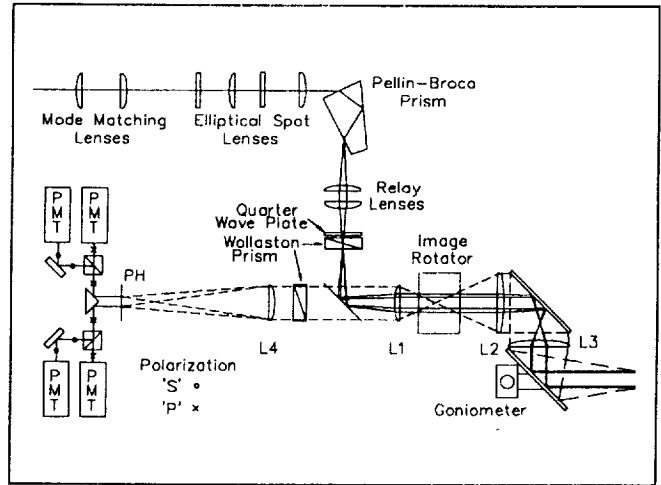 Pellin-Broca
Prism
Mode Matching
Lenses
Elliptical Spot
Lenses
Relay
Lenses
Quarter
Wave Plate
Wollaston
Prism
Image
Rotator
PMT
PMT
PH
L4
L1
L2
L3
Polarization
'S'
'P' x
Goniometer
PMT
PMT